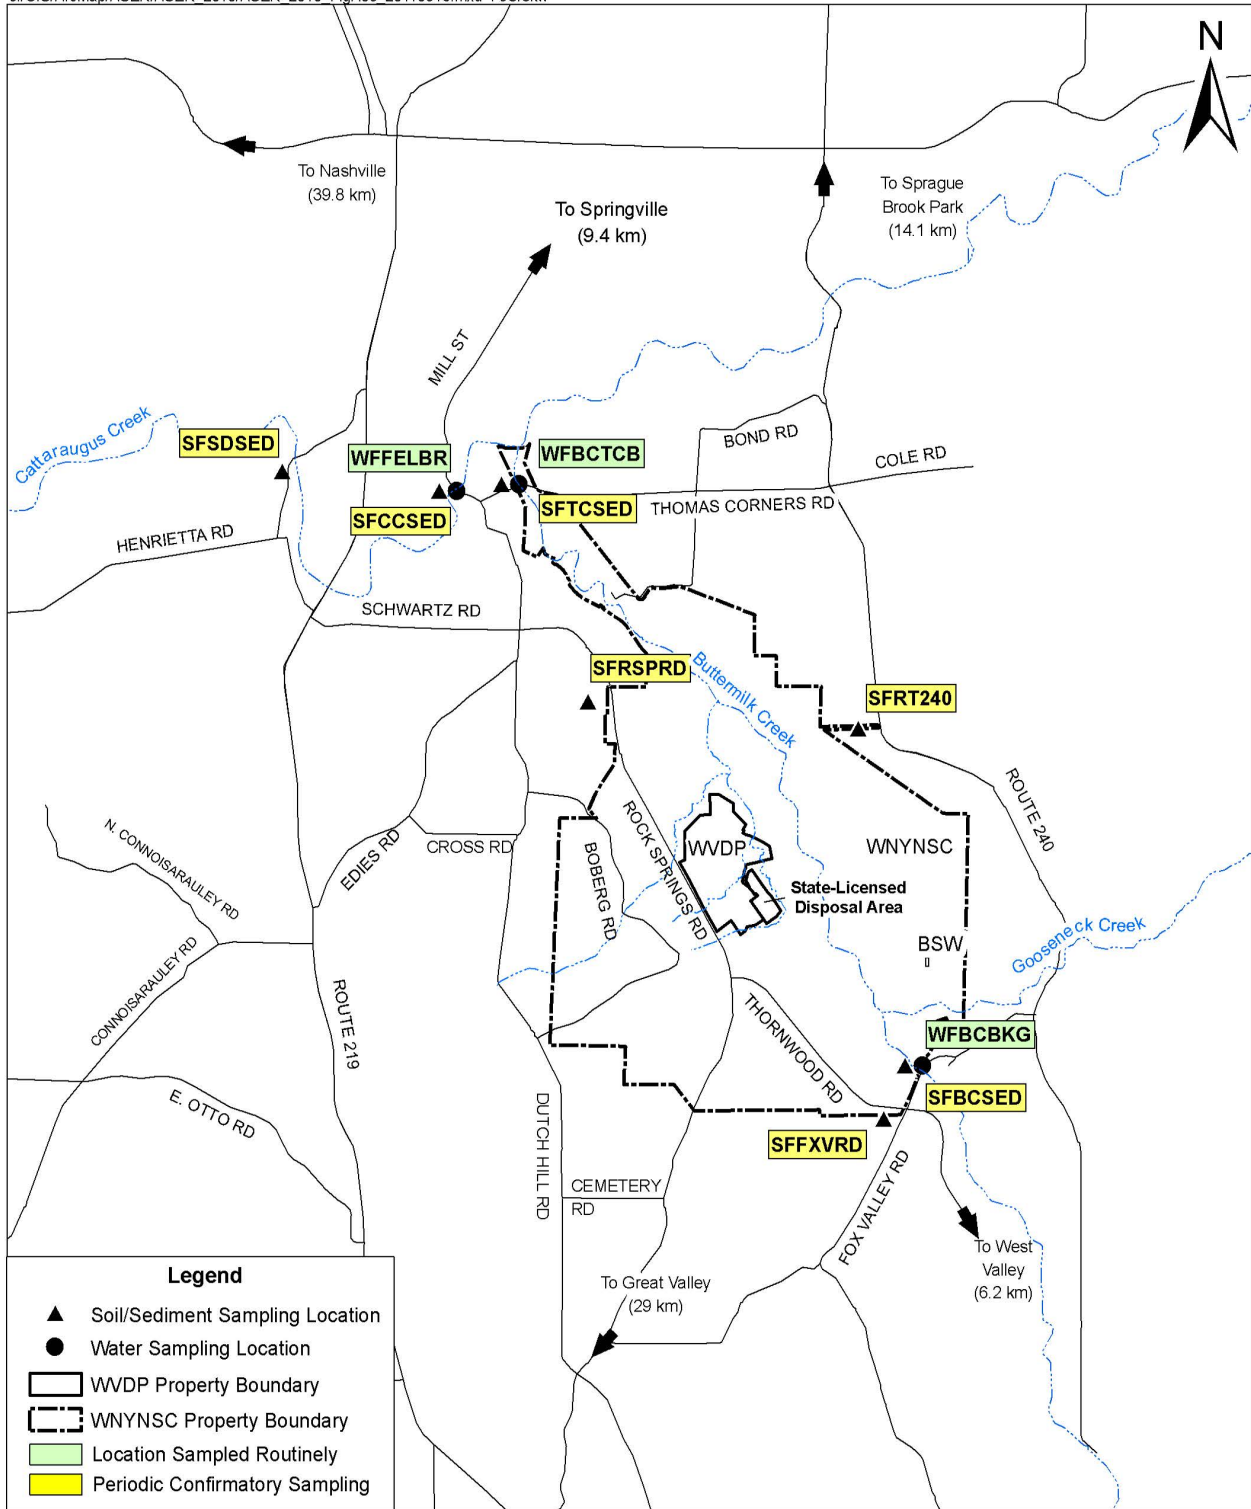 N
To Nashville
(39.8 km)
To Springville
(9.4 km)
To Sprague
Brook Park
(14.1 km)
MILL ST
Cattaraugus Creek
SFSDSED
WFFELBR
WFBCTCB
BOND RD
COLE RD
SFCCSED
SFTCSED
THOMAS CORNERS RD
HENRIETTA RD
SCHWARTZ RD
SFRSPRD
Buttermilk Creek
SFRT240
ROUTE 240
N. CONNOISARAULEY RD
EDIES RD
CROSS RD
BOBERG RD
ROCK SPRINGS RD
WVDP
WNYNSC
State-Licensed
Disposal Area
CONNOISARAULEY RD
BSW
Gooseneck Creek
ROUTE 219
THORNWOOD RD
WFBCBKG
SFBCSED
E. OTTO RD
DUTCH HILL RD
SFFXVRD
CEMETERY
RD
FOX VALLEY RD
To West
Valley
(6.2 km)
To Great Valley
(29 km)
Legend
Soil/Sediment Sampling Location
Water Sampling Location
WVDP Property Boundary
WNYNSC Property Boundary
Location Sampled Routinely
Periodic Confirmatory Sampling